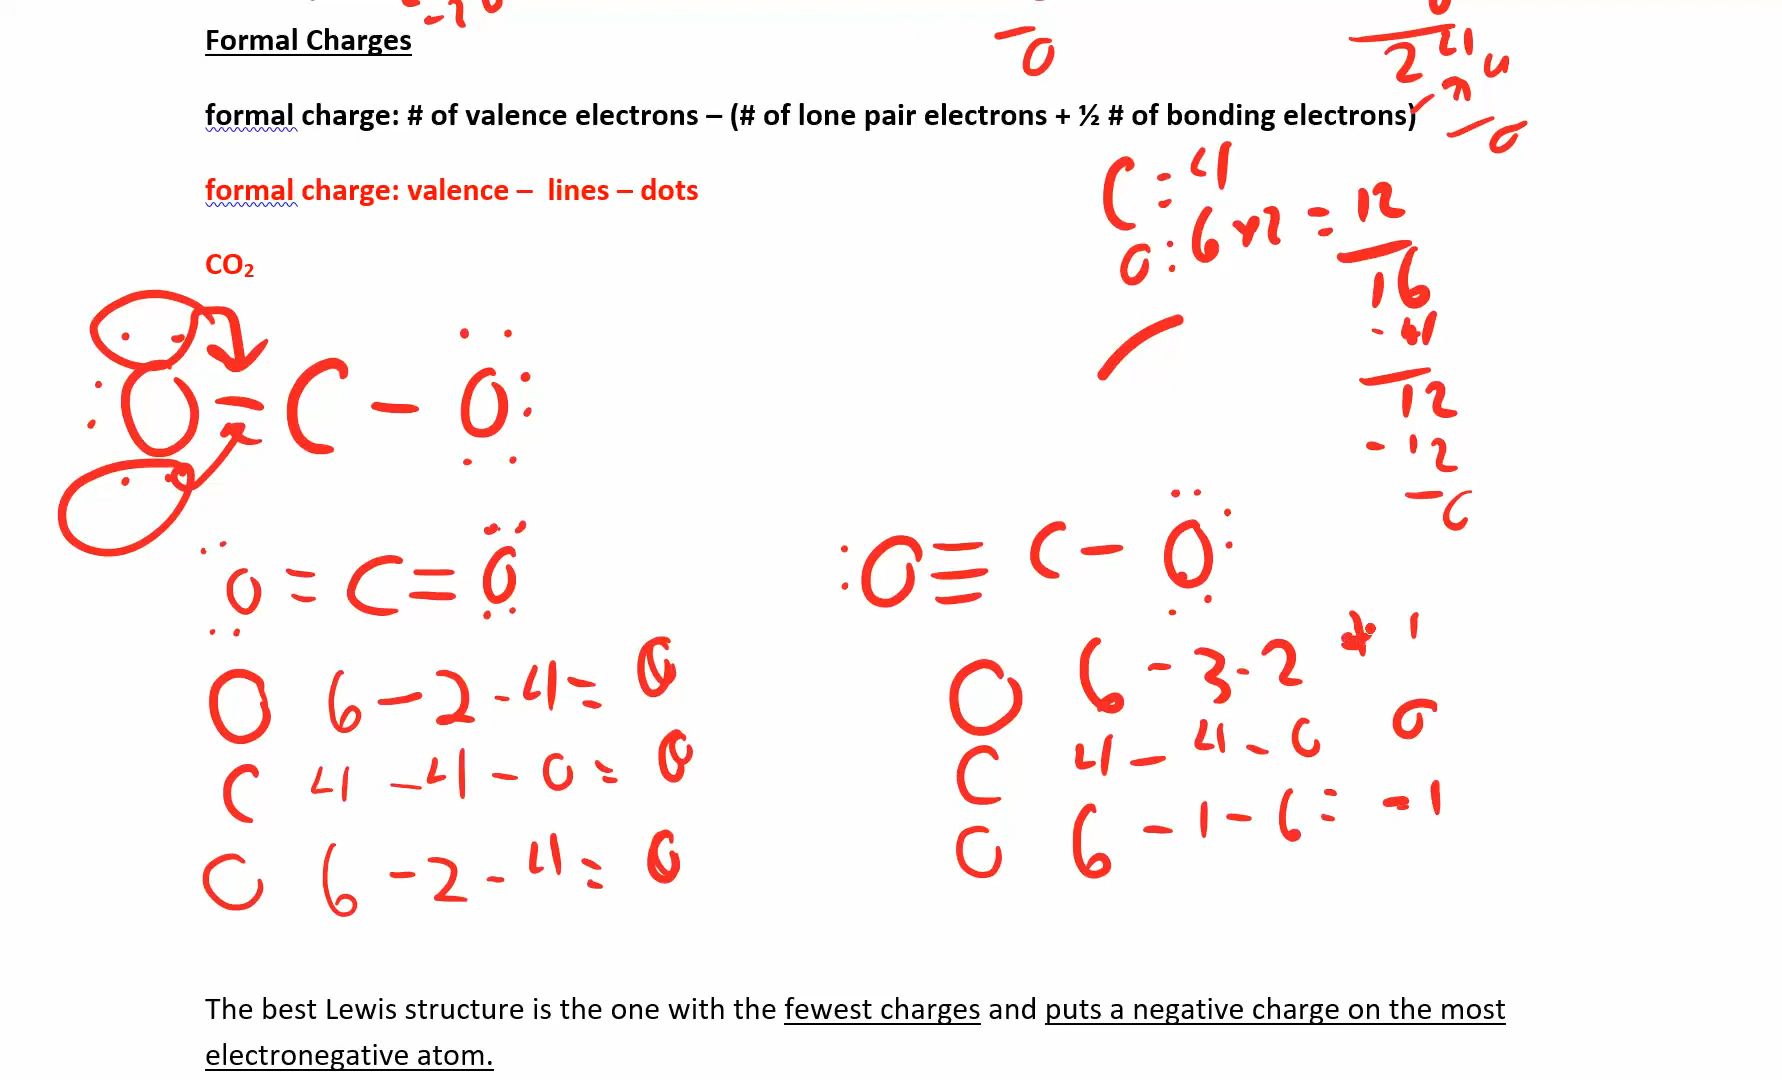 Formal Charges
formal charge: # of valence electrons – (# of lone pair electrons + ½ # of bonding electrons)
formal charge: valence – lines – dots
C = 4
O : 6 x2 = 12
16
- 4
12
- 12
0
CO₂
O = C - O
O = C = O
O ≡ C - O
O 6 - 2 - 4 = 0
C 4 - 4 - 0 = 0
O 6 - 2 - 4 = 0
O 6 - 3 - 2 + 1
C 4 - 4 - 0 0
O 6 - 1 - 6 = -1
The best Lewis structure is the one with the fewest charges and puts a negative charge on the most
electronegative atom.